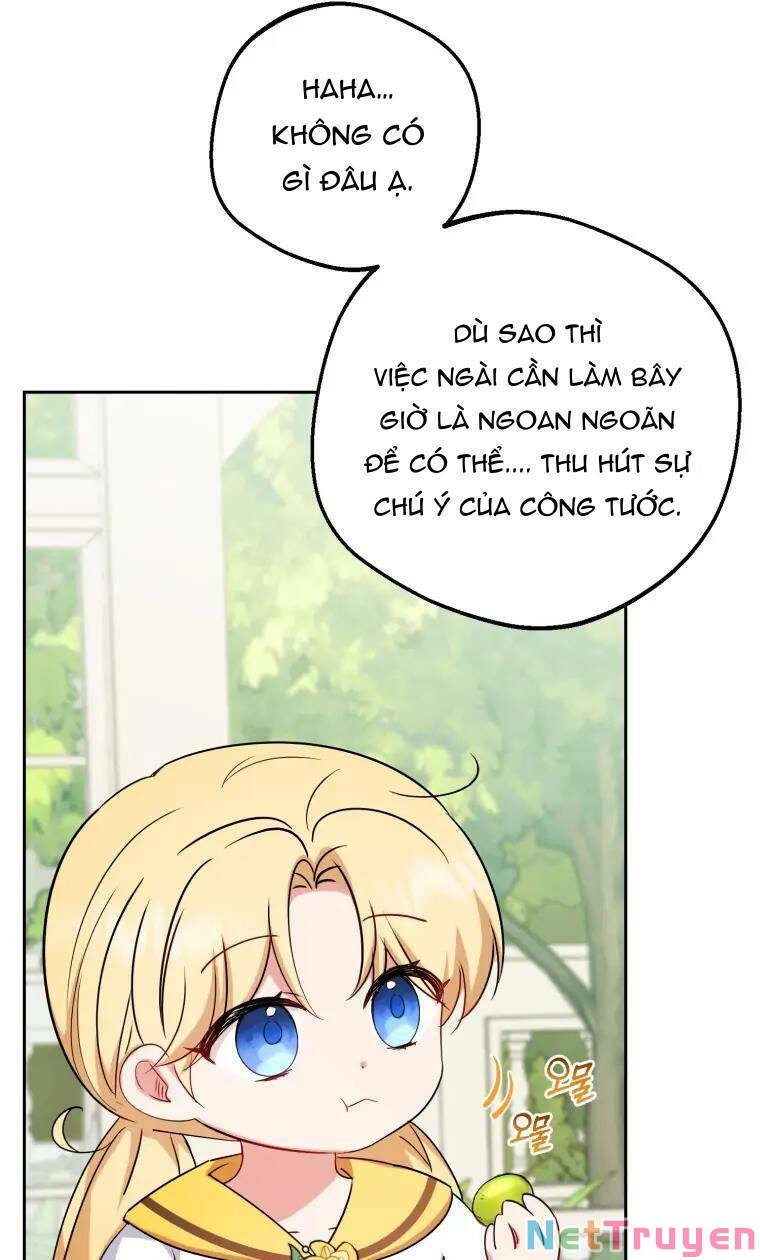 HAHA...
KHÔNG CÓ
GÌ ĐÂU Ạ.
DÙ SAO THÌ
VIỆC NGÀI CẦN LÀM BÂY
GIỜ LÀ NGOAN NGOÃN
ĐỂ CÓ THỂ.... THU HÚT SỰ
CHÚ Ý CỦA CÔNG TƯỚC.
오물
오물
NetTruyen